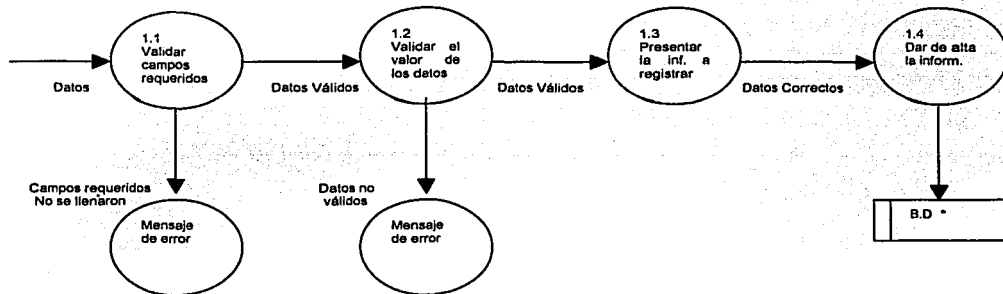 1.1
Validar
campos
requeridos
1.2
Validar el
valor de
los datos
1.3
Presentar
la inf. a
registrar
1.4
Dar de alta
la inform.
Datos
Datos Válidos
Datos Válidos
Datos Correctos
Campos requeridos
No se llenaron
Datos no
válidos
Mensaje
de error
Mensaje
de error
B.D *